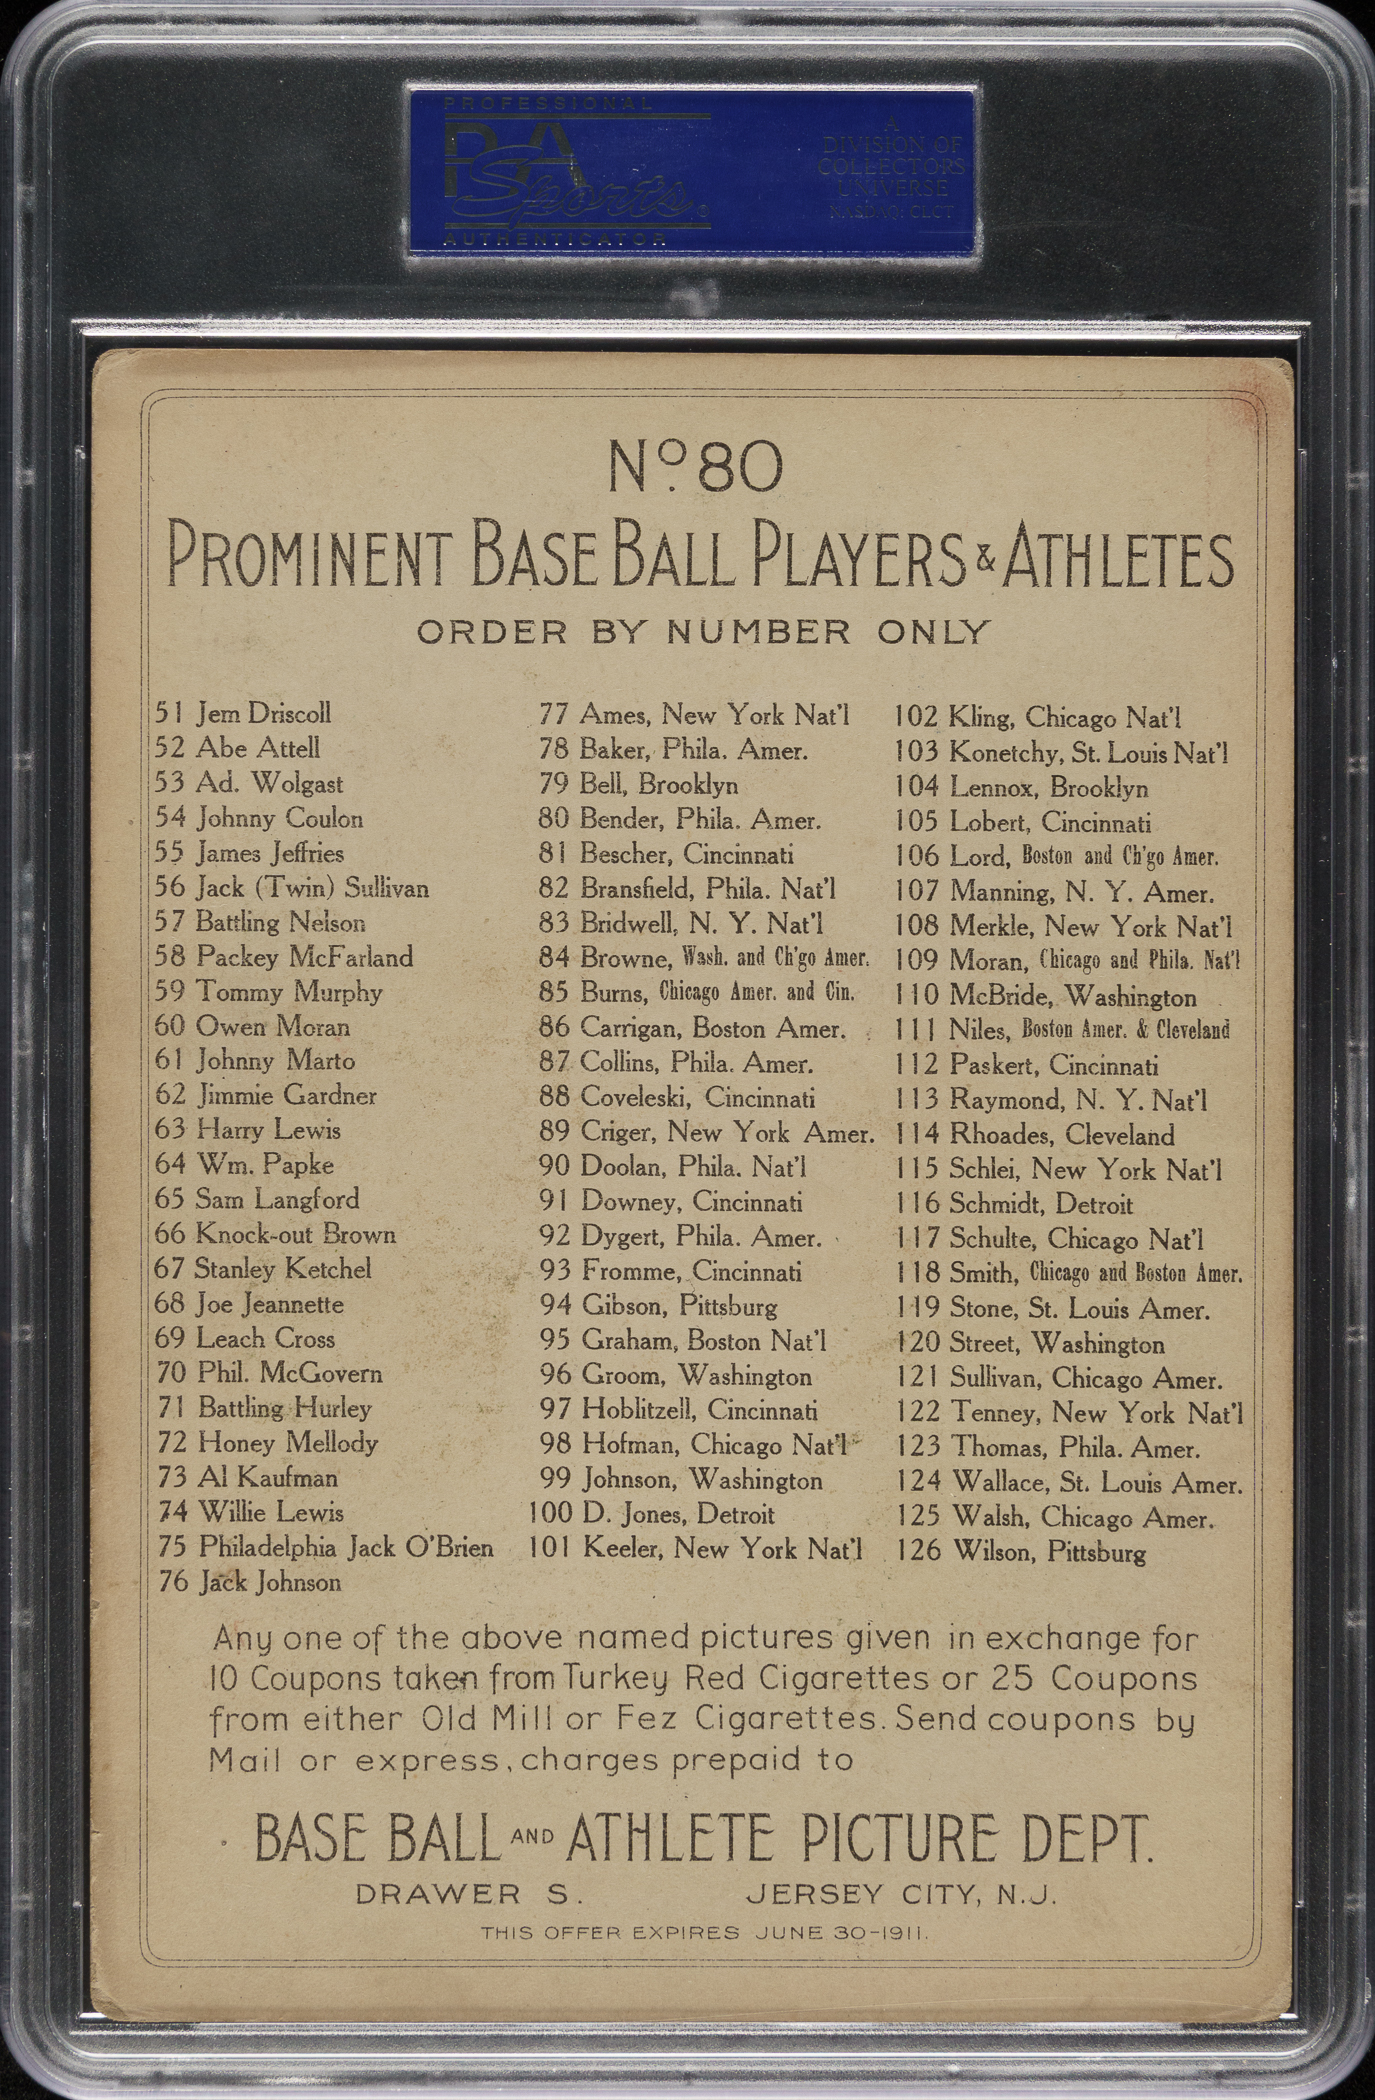 PROFESSIONAL
PSA
Sports®
AUTHENTICATOR
A
DIVISION OF
COLLECTORS
UNIVERSE
NASDAQ: CLCT
No. 80
PROMINENT BASE BALL PLAYERS & ATHLETES
ORDER BY NUMBER ONLY
51 Jem Driscoll
52 Abe Attell
53 Ad. Wolgast
54 Johnny Coulon
55 James Jeffries
56 Jack (Twin) Sullivan
57 Battling Nelson
58 Packey McFarland
59 Tommy Murphy
60 Owen Moran
61 Johnny Marto
62 Jimmie Gardner
63 Harry Lewis
64 Wm. Papke
65 Sam Langford
66 Knock-out Brown
67 Stanley Ketchel
68 Joe Jeannette
69 Leach Cross
70 Phil. McGovern
71 Battling Hurley
72 Honey Mellody
73 Al Kaufman
74 Willie Lewis
75 Philadelphia Jack O'Brien
76 Jack Johnson
77 Ames, New York Nat'l
78 Baker, Phila. Amer.
79 Bell, Brooklyn
80 Bender, Phila. Amer.
81 Bescher, Cincinnati
82 Bransfield, Phila. Nat'l
83 Bridwell, N. Y. Nat'l
84 Browne, Wash. and Ch'go Amer.
85 Burns, Chicago Amer. and Cin.
86 Carrigan, Boston Amer.
87 Collins, Phila. Amer.
88 Coveleski, Cincinnati
89 Criger, New York Amer.
90 Doolan, Phila. Nat'l
91 Downey, Cincinnati
92 Dygert, Phila. Amer.
93 Fromme, Cincinnati
94 Gibson, Pittsburg
95 Graham, Boston Nat'l
96 Groom, Washington
97 Hoblitzell, Cincinnati
98 Hofman, Chicago Nat'l
99 Johnson, Washington
100 D. Jones, Detroit
101 Keeler, New York Nat'l
102 Kling, Chicago Nat'l
103 Konetchy, St. Louis Nat'l
104 Lennox, Brooklyn
105 Lobert, Cincinnati
106 Lord, Boston and Ch'go Amer.
107 Manning, N. Y. Amer.
108 Merkle, New York Nat'l
109 Moran, Chicago and Phila. Nat'l
110 McBride, Washington
111 Niles, Boston Amer. & Cleveland
112 Paskert, Cincinnati
113 Raymond, N. Y. Nat'l
114 Rhoades, Cleveland
115 Schlei, New York Nat'l
116 Schmidt, Detroit
117 Schulte, Chicago Nat'l
118 Smith, Chicago and Boston Amer.
119 Stone, St. Louis Amer.
120 Street, Washington
121 Sullivan, Chicago Amer.
122 Tenney, New York Nat'l
123 Thomas, Phila. Amer.
124 Wallace, St. Louis Amer.
125 Walsh, Chicago Amer.
126 Wilson, Pittsburg
Any one of the above named pictures given in exchange for
10 Coupons taken from Turkey Red Cigarettes or 25 Coupons
from either Old Mill or Fez Cigarettes. Send coupons by
Mail or express, charges prepaid to
BASE BALL AND ATHLETE PICTURE DEPT.
DRAWER S. JERSEY CITY, N.J.
THIS OFFER EXPIRES JUNE 30-1911.